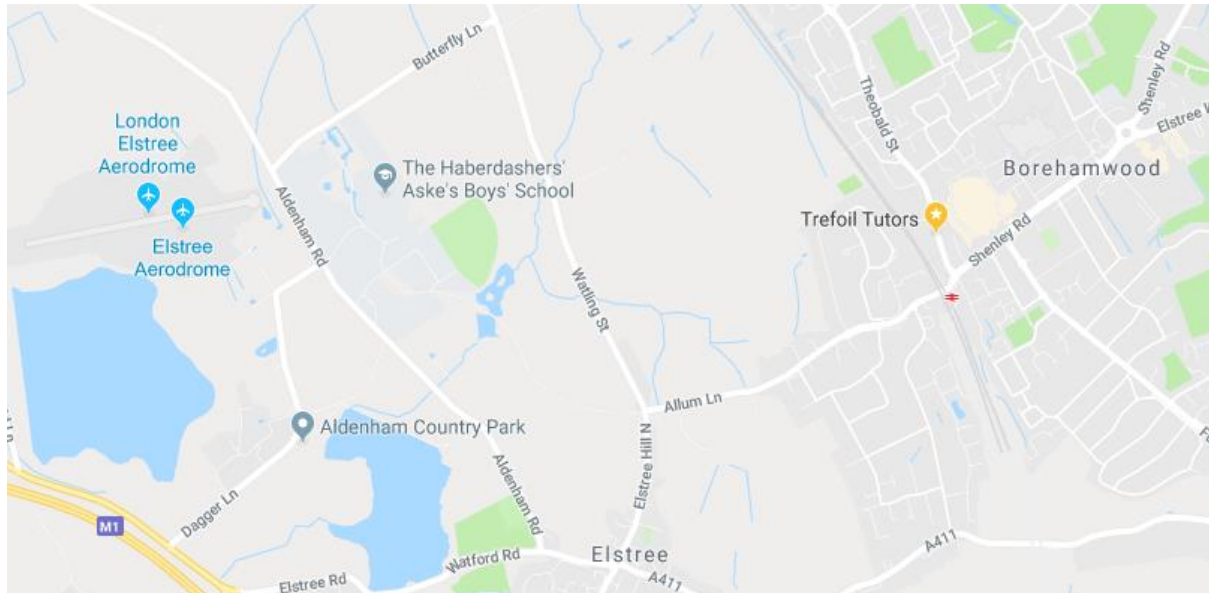 Butterfly Ln
Shenley Rd
Theobald St
Elstree W
London
Elstree
Aerodrome
The Haberdashers'
Aske's Boys' School
Borehamwood
Aldenham Rd
Trefoil Tutors
Shenley Rd
Elstree
Aerodrome
Watling St
Allum Ln
Aldenham Country Park
Elstree Hill N
Aldenham Rd
Dagger Ln
M1
A411
Elstree
Watford Rd
Elstree Rd
A411